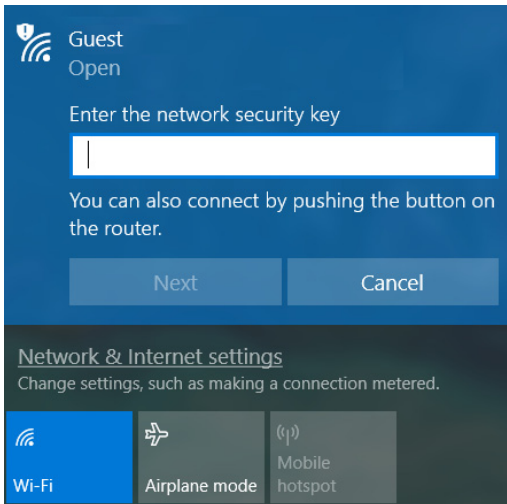 Guest
Open
Enter the network security key
You can also connect by pushing the button on
the router.
Next
Cancel
Network & Internet settings
Change settings, such as making a connection metered.
Wi-Fi
Airplane mode
Mobile
hotspot